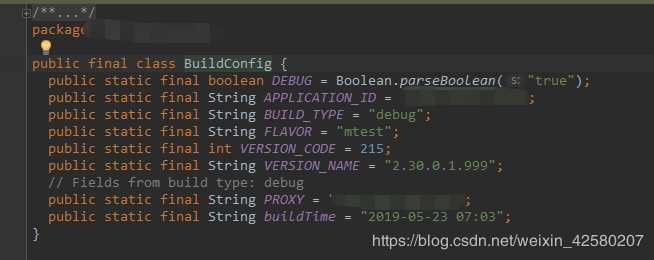 /**...*/
package
public final class BuildConfig {
public static final boolean DEBUG = Boolean.parseBoolean( s: "true");
public static final String APPLICATION_ID = ;
public static final String BUILD_TYPE = "debug";
public static final String FLAVOR = "mtest";
public static final int VERSION_CODE = 215;
public static final String VERSION_NAME = "2.30.0.1.999";
// Fields from build type: debug
public static final String PROXY = ;
public static final String buildTime = "2019-05-23 07:03";
}
https://blog.csdn.net/weixin_42580207